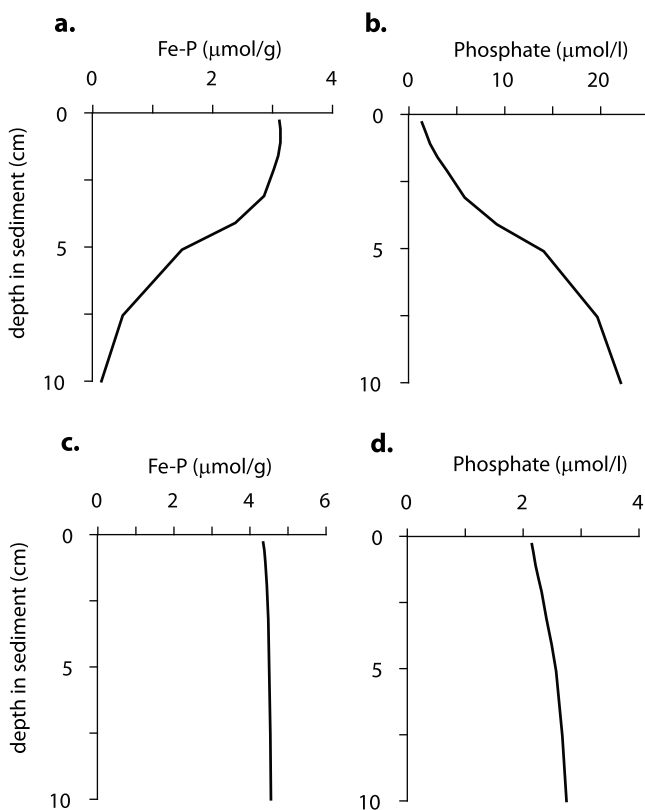 a.
Fe-P (μmol/g)
0 2 4
0
5
10
depth in sediment (cm)
b.
Phosphate (μmol/l)
0 10 20
0
5
10
c.
Fe-P (μmol/g)
0 2 4 6
0
5
10
depth in sediment (cm)
d.
Phosphate (μmol/l)
0 2 4
0
5
10